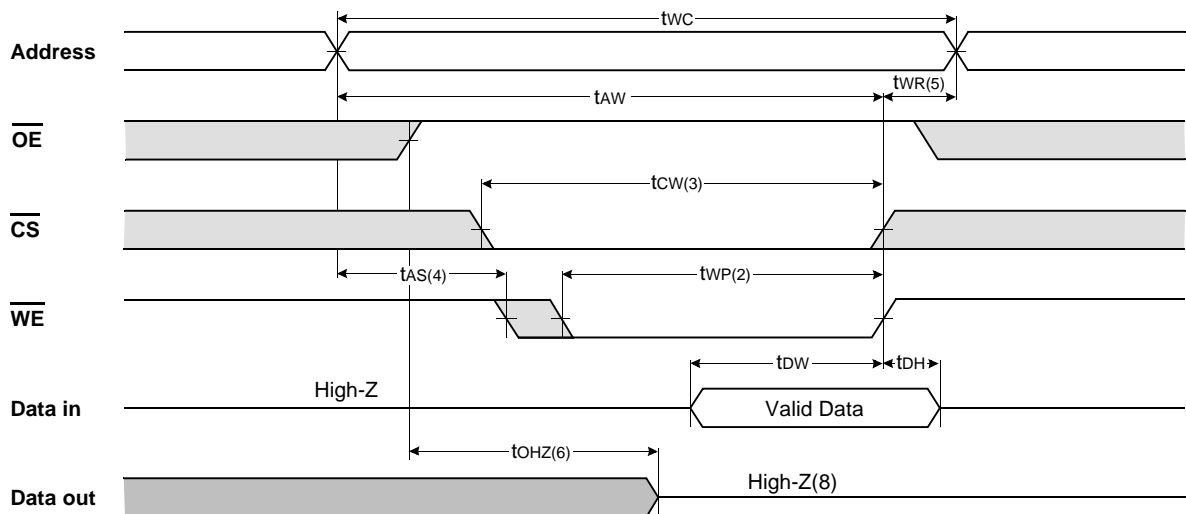 tWC
Address
tAW
tWR(5)
OE
tCW(3)
CS
tAS(4)
tWP(2)
WE
tDW
tDH
High-Z
Data in
Valid Data
tOHZ(6)
High-Z(8)
Data out